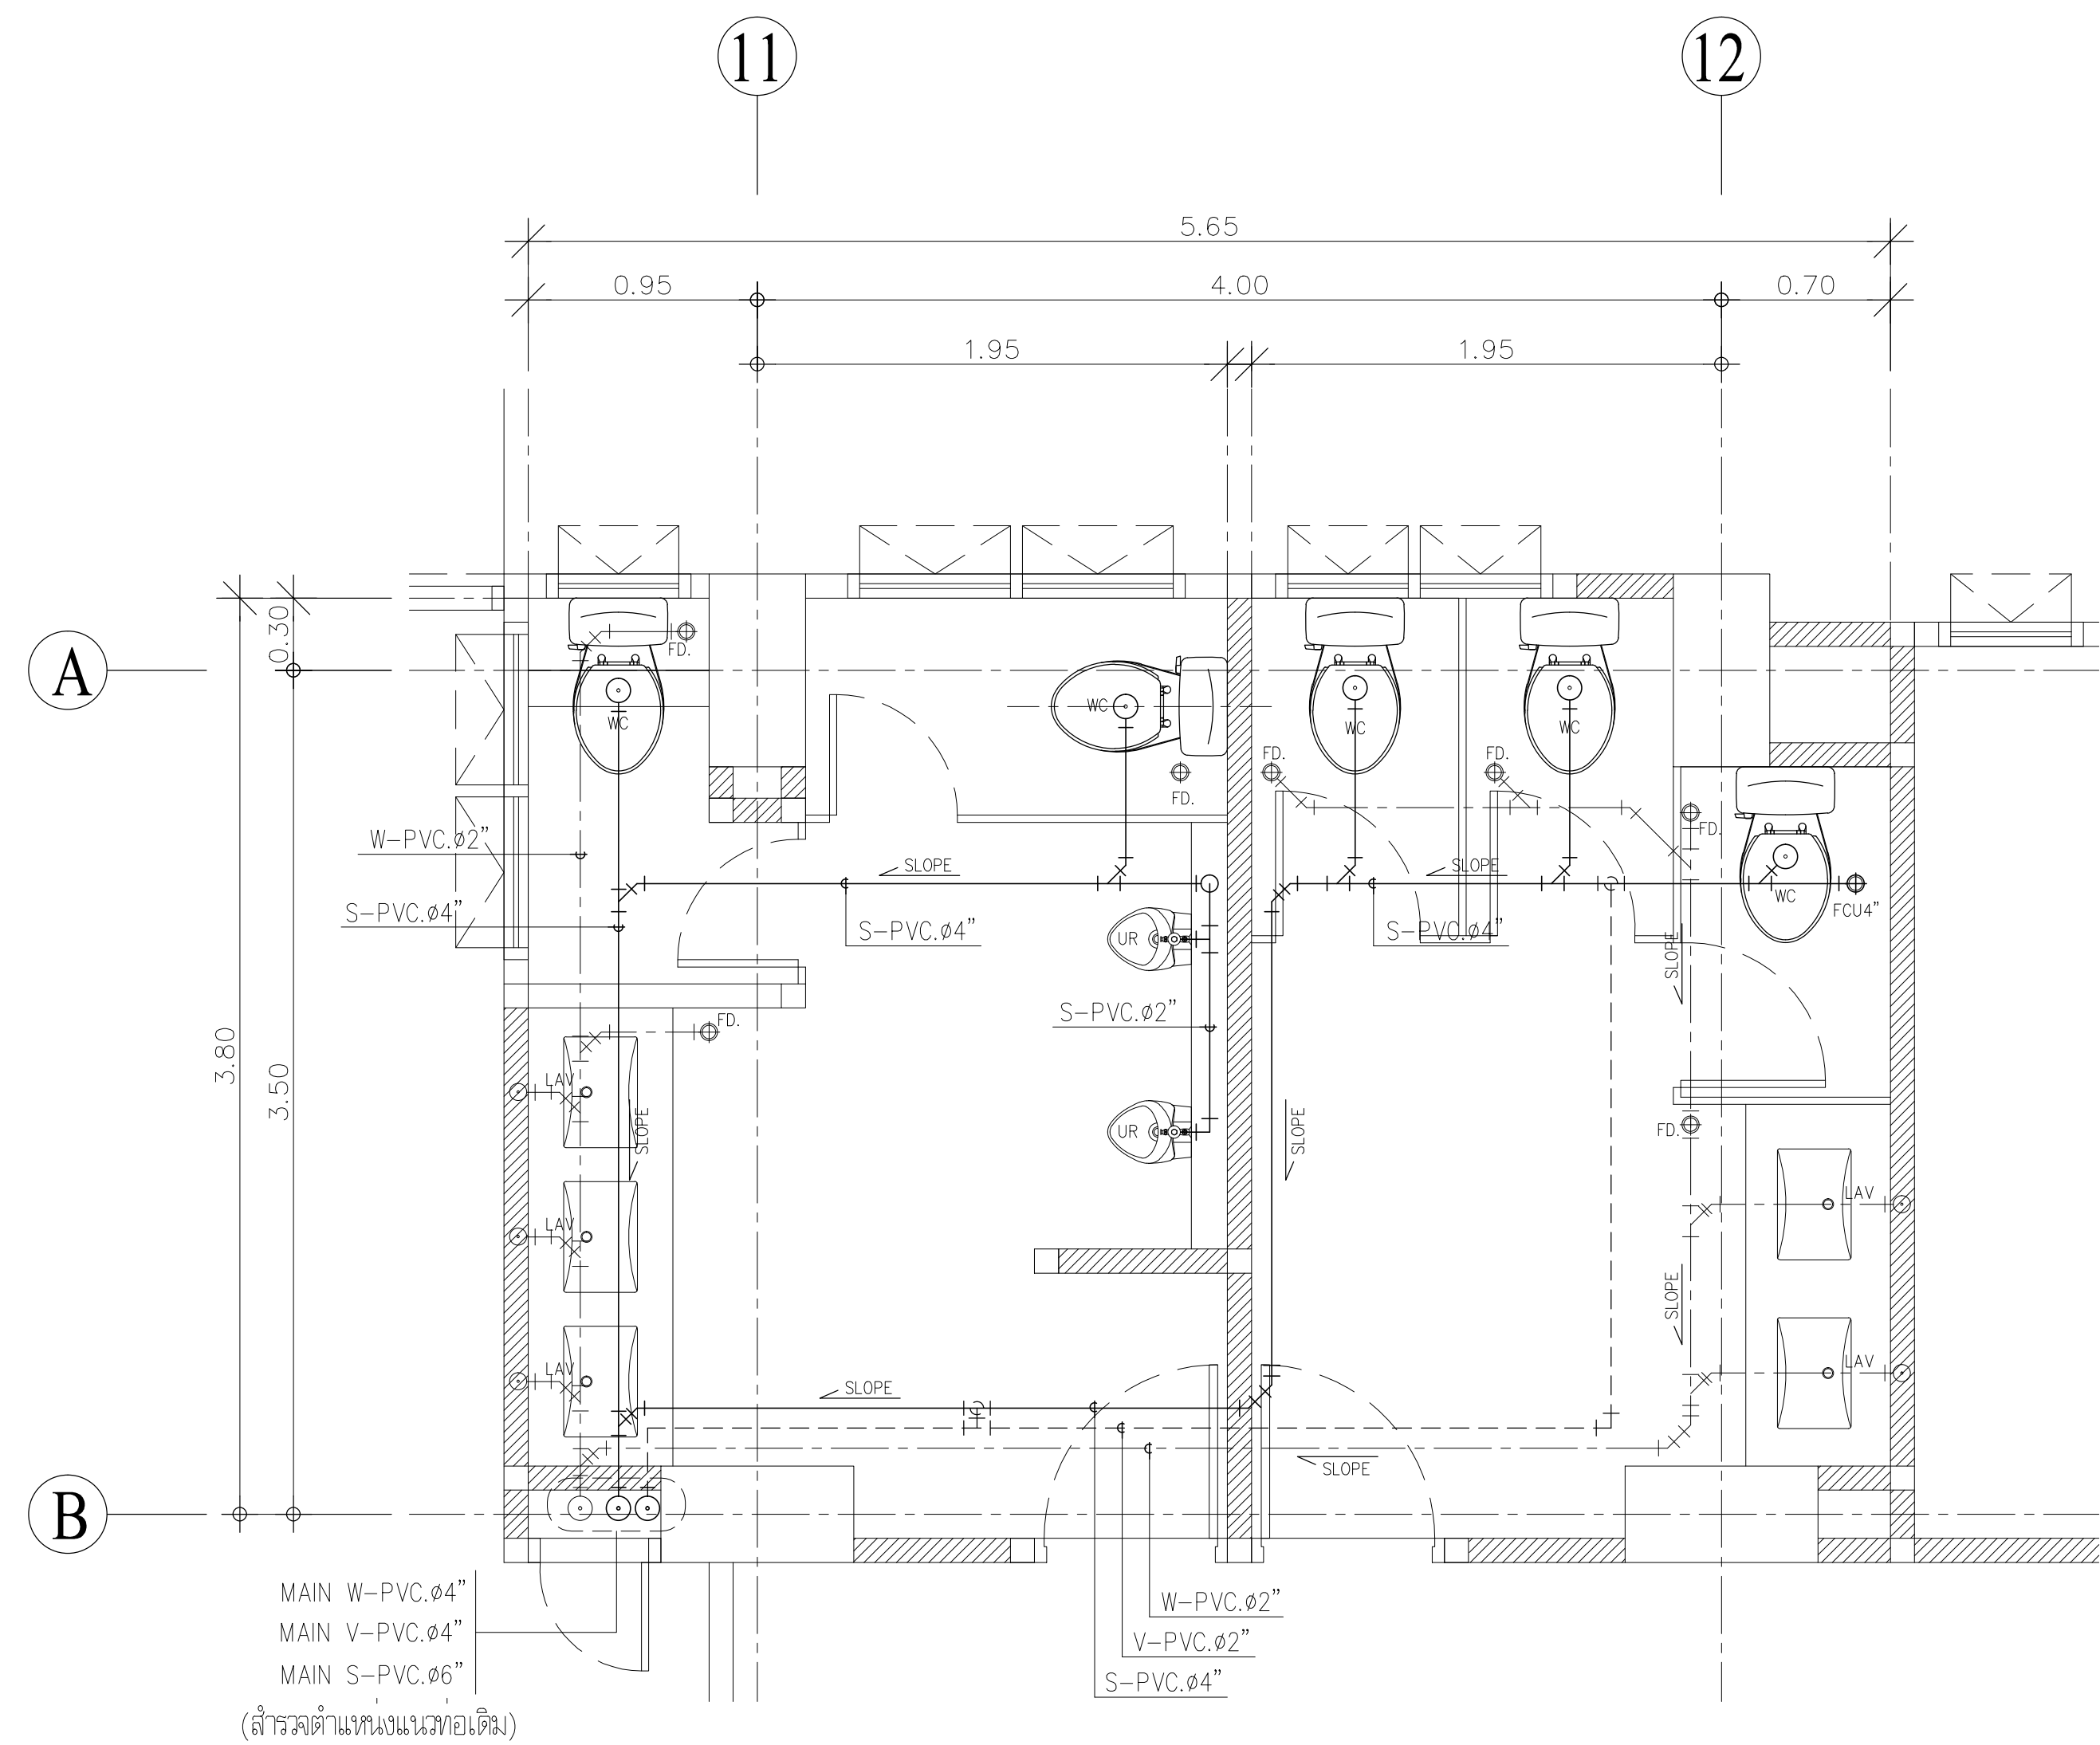 11
12
5.65
0.95
4.00
0.70
1.95
1.95
A
0.30
FD.
WC
WC
WC
WC
FD.
FD.
FD.
FD.
W-PVC.ø2”
SLOPE
SLOPE
WC
S-PVC.ø4”
S-PVC.ø4”
S-PVC.ø4”
FCU4”
UR
SLOPE
S-PVC.ø2”
FD.
3.80
3.50
LAV
SLOPE
UR
SLOPE
FD.
LAV
LAV
SLOPE
LAV
LAV
SLOPE
SLOPE
B
MAIN W-PVC.ø4”
MAIN V-PVC.ø4”
MAIN S-PVC.ø6”
(สำรวจตำแหน่งแนวท่อเดิม)
W-PVC.ø2”
V-PVC.ø2”
S-PVC.ø4”